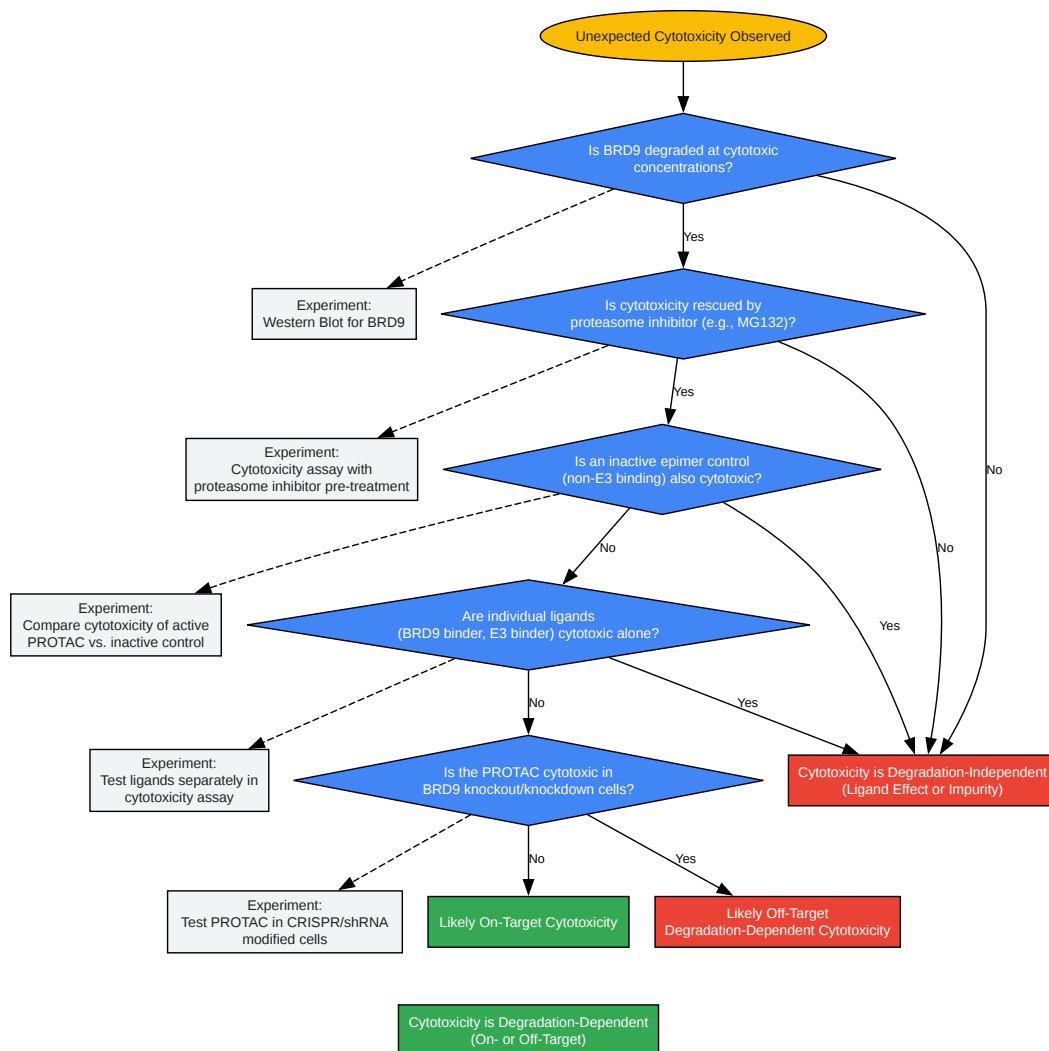 Unexpected Cytotoxicity Observed
Is BRD9 degraded at cytotoxic
concentrations?
Yes
Experiment:
Western Blot for BRD9
Is cytotoxicity rescued by
proteasome inhibitor (e.g., MG132)?
Yes
Experiment:
Cytotoxicity assay with
proteasome inhibitor pre-treatment
Is an inactive epimer control
(non-E3 binding) also cytotoxic?
No
No
No
Experiment:
Compare cytotoxicity of active
PROTAC vs. inactive control
Are individual ligands
(BRD9 binder, E3 binder) cytotoxic alone?
Yes
No
Yes
Experiment:
Test ligands separately in
cytotoxicity assay
Is the PROTAC cytotoxic in
BRD9 knockout/knockdown cells?
Cytotoxicity is Degradation-Independent
(Ligand Effect or Impurity)
No
Yes
Experiment:
Test PROTAC in CRISPR/shRNA
modified cells
Likely On-Target Cytotoxicity
Likely Off-Target
Degradation-Dependent Cytotoxicity
Cytotoxicity is Degradation-Dependent
(On- or Off-Target)